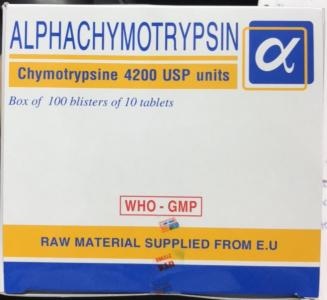 ALPHACHYMOTRYPSIN
α
Chymotrypsine 4200 USP units
Box of 100 blisters of 10 tablets
WHO - GMP
RAW MATERIAL SUPPLIED FROM E.U